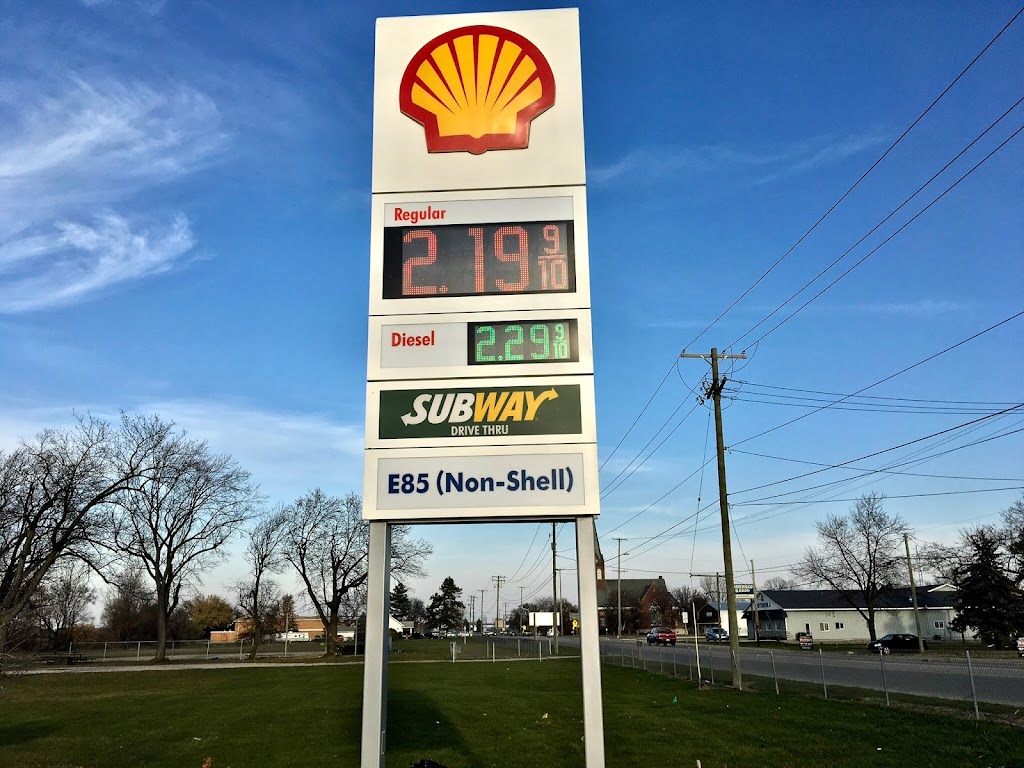 Regular
2.19 9/10
Diesel
2.29 9/10
SUBWAY
DRIVE THRU
E85 (Non-Shell)